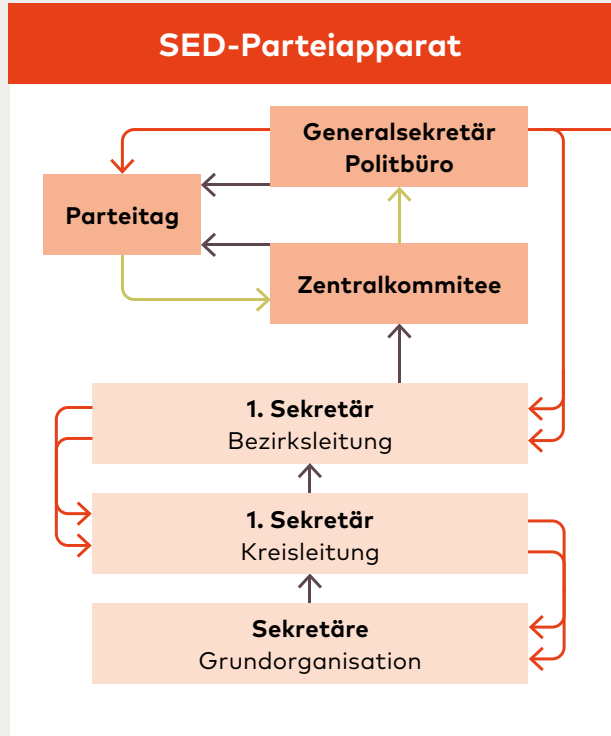 SED-Parteiapparat
Generalsekretär
Politbüro
Parteitag
Zentralkommitee
1. Sekretär
Bezirksleitung
1. Sekretär
Kreisleitung
Sekretäre
Grundorganisation